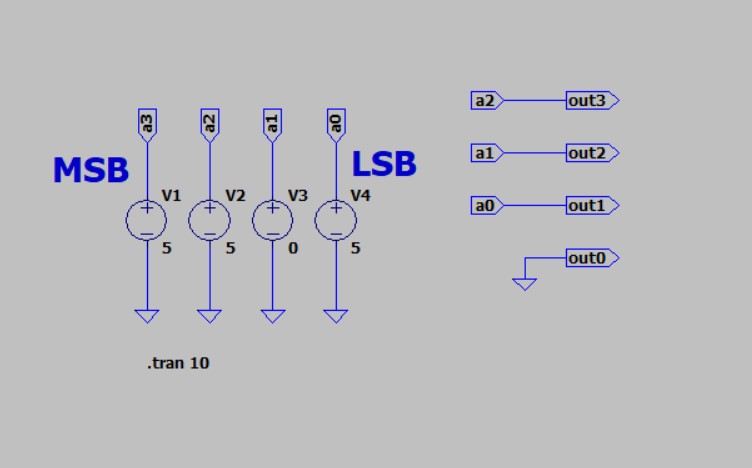 a3 a2 a1 a0
MSB LSB
V1 V2 V3 V4
5 5 0 5
.tran 10
a2 out3
a1 out2
a0 out1
out0